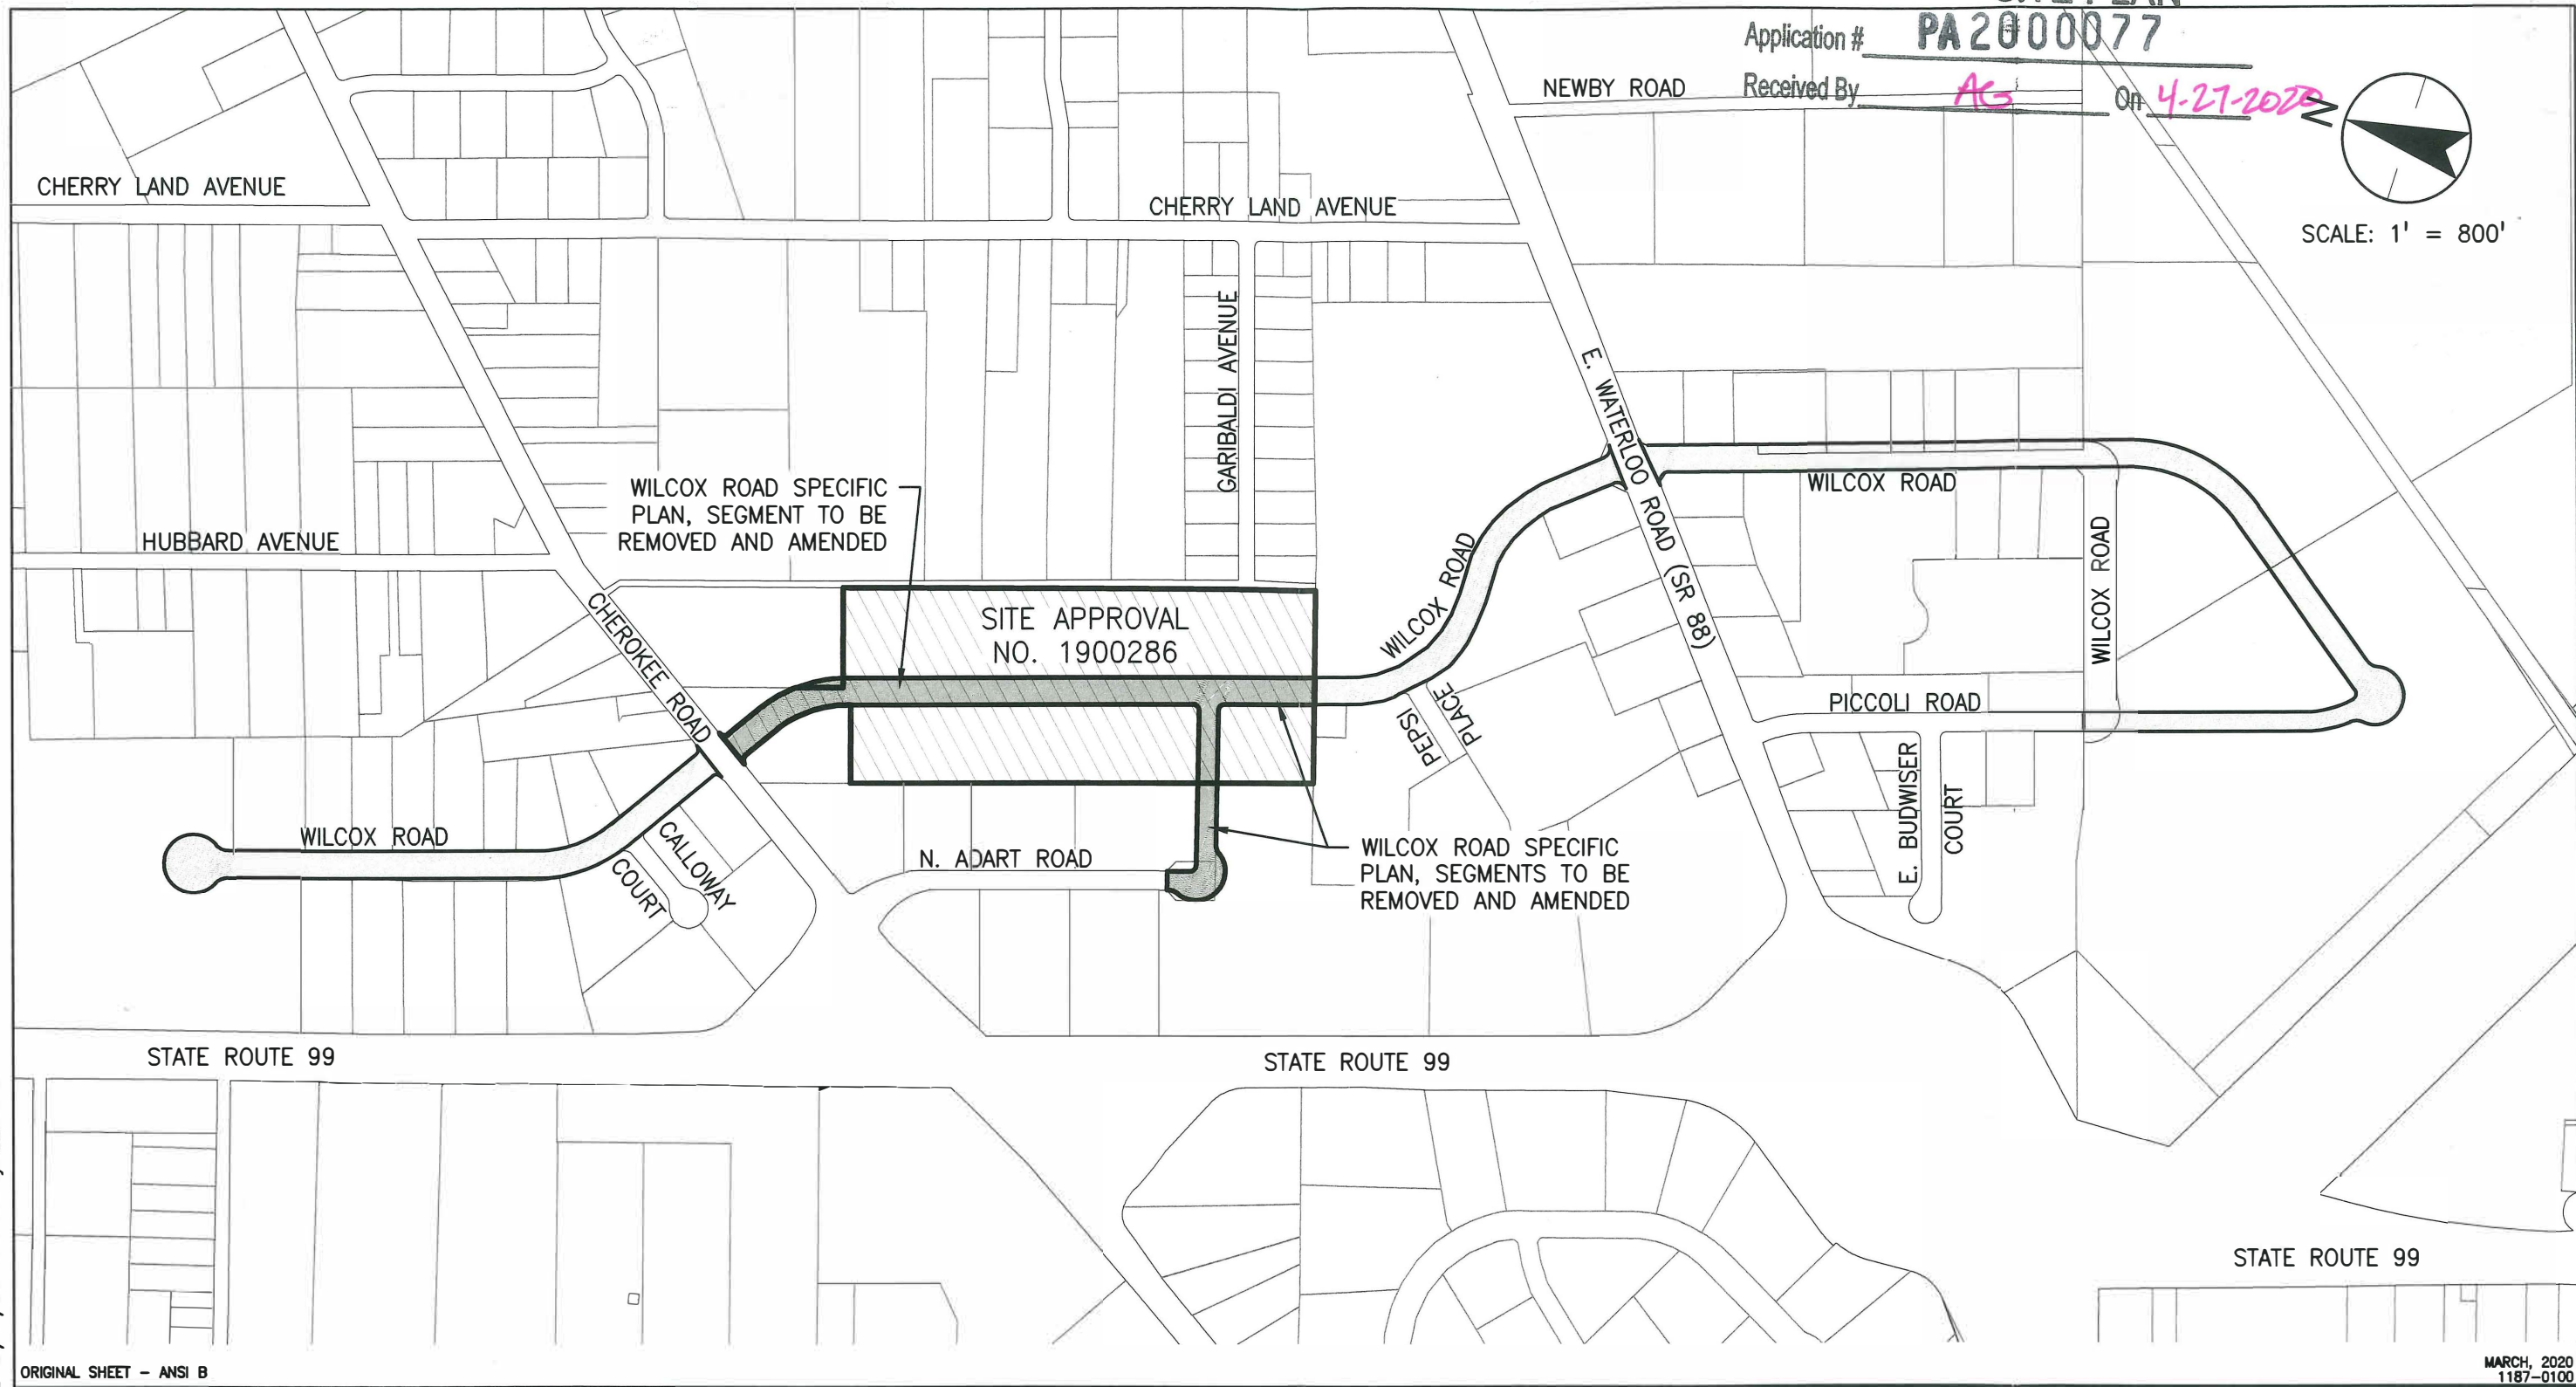 Application # PA2000077
Received By AG On 4-27-2020
N
SCALE: 1' = 800'
NEWBY ROAD
CHERRY LAND AVENUE
CHERRY LAND AVENUE
GARIBALDI AVENUE
E. WATERLOO ROAD (SR 88)
WILCOX ROAD SPECIFIC
PLAN, SEGMENT TO BE
REMOVED AND AMENDED
HUBBARD AVENUE
WILCOX ROAD
WILCOX ROAD
WILCOX ROAD
CHEROKEE ROAD
SITE APPROVAL
NO. 1900286
PEPSI
PLACE
PICCOLI ROAD
E. BUDWISER
COURT
WILCOX ROAD
CALLOWAY
COURT
N. ADART ROAD
WILCOX ROAD SPECIFIC
PLAN, SEGMENTS TO BE
REMOVED AND AMENDED
STATE ROUTE 99
STATE ROUTE 99
STATE ROUTE 99
ORIGINAL SHEET - ANSI B
MARCH, 2020
1187-0100